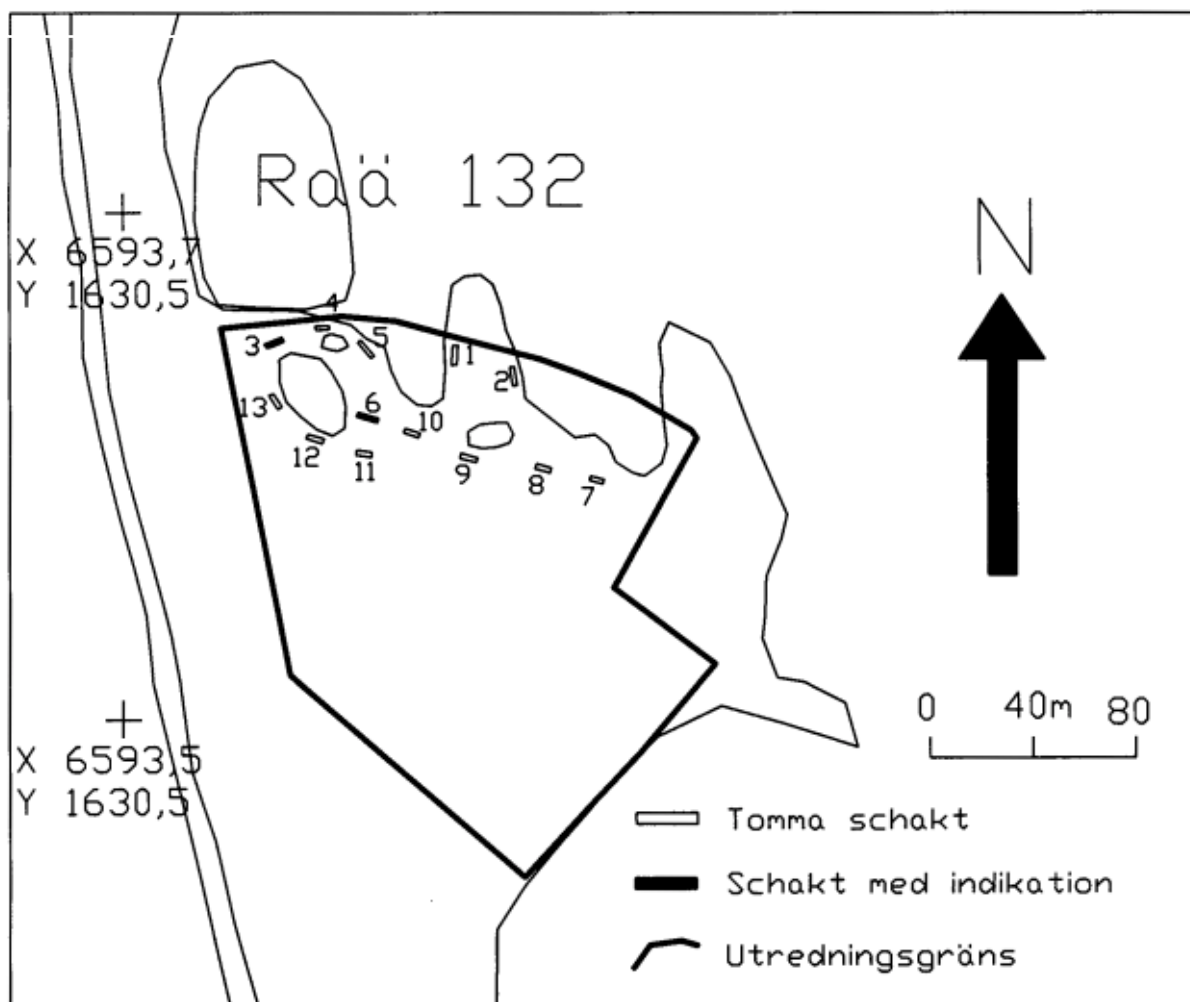 Raä 132
N
X 6593,7
Y 1630,5
4
3
5
1
2
13
6
10
12
11
9
8
7
0 40m 80
X 6593,5
Y 1630,5
Tomma schakt
Schakt med indikation
Utredningsgräns